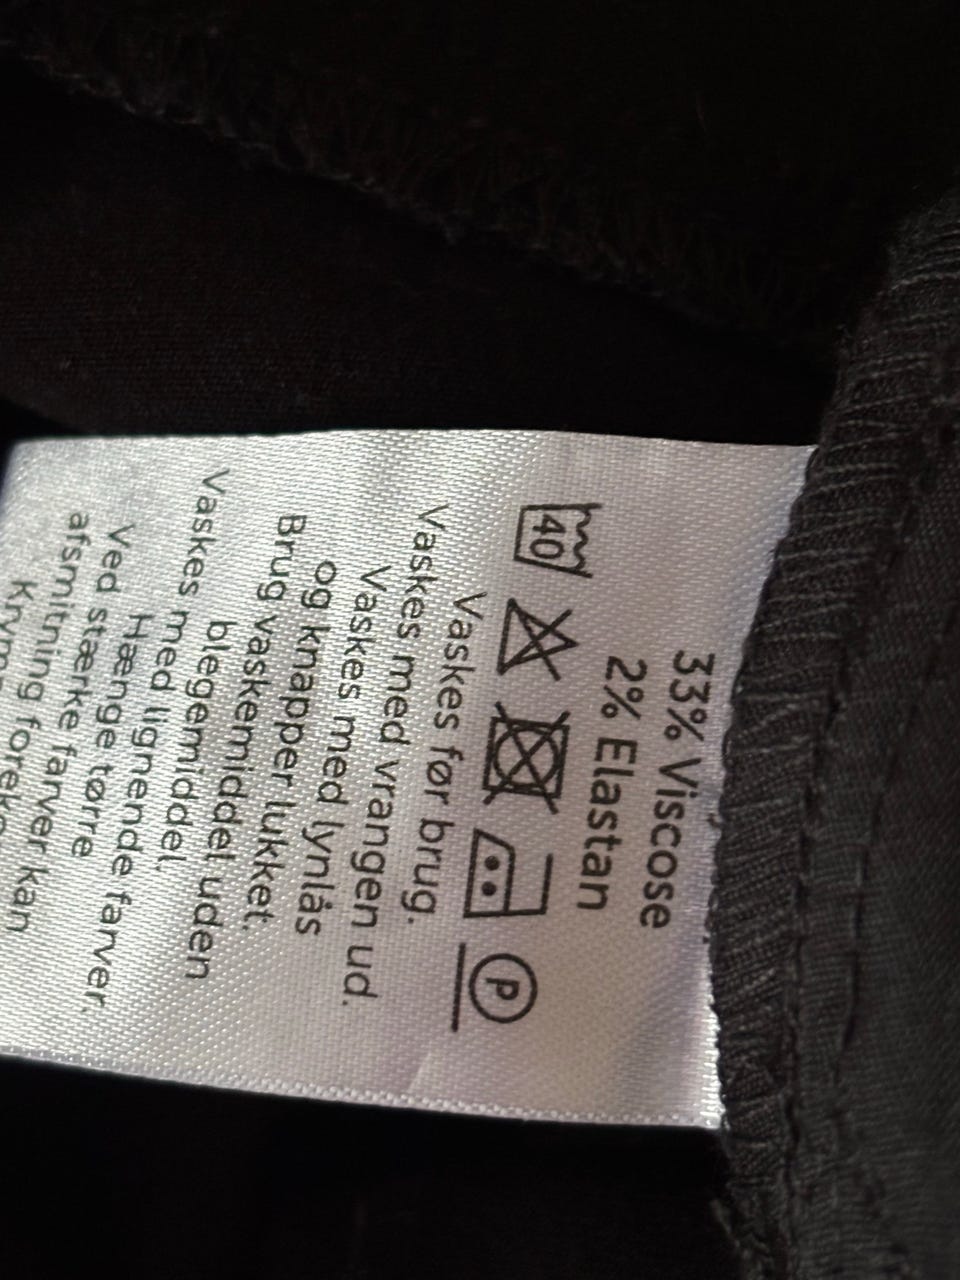 33% Viscose
2% Elastan
40
P
Vaskes før brug.
Vaskes med vrangen ud.
Vaskes med lynlås
og knapper lukket.
Brug vaskemiddel uden
blegemiddel.
Vaskes med lignende farver.
Hænge tørre
Ved stærke farver kan
afsmitning